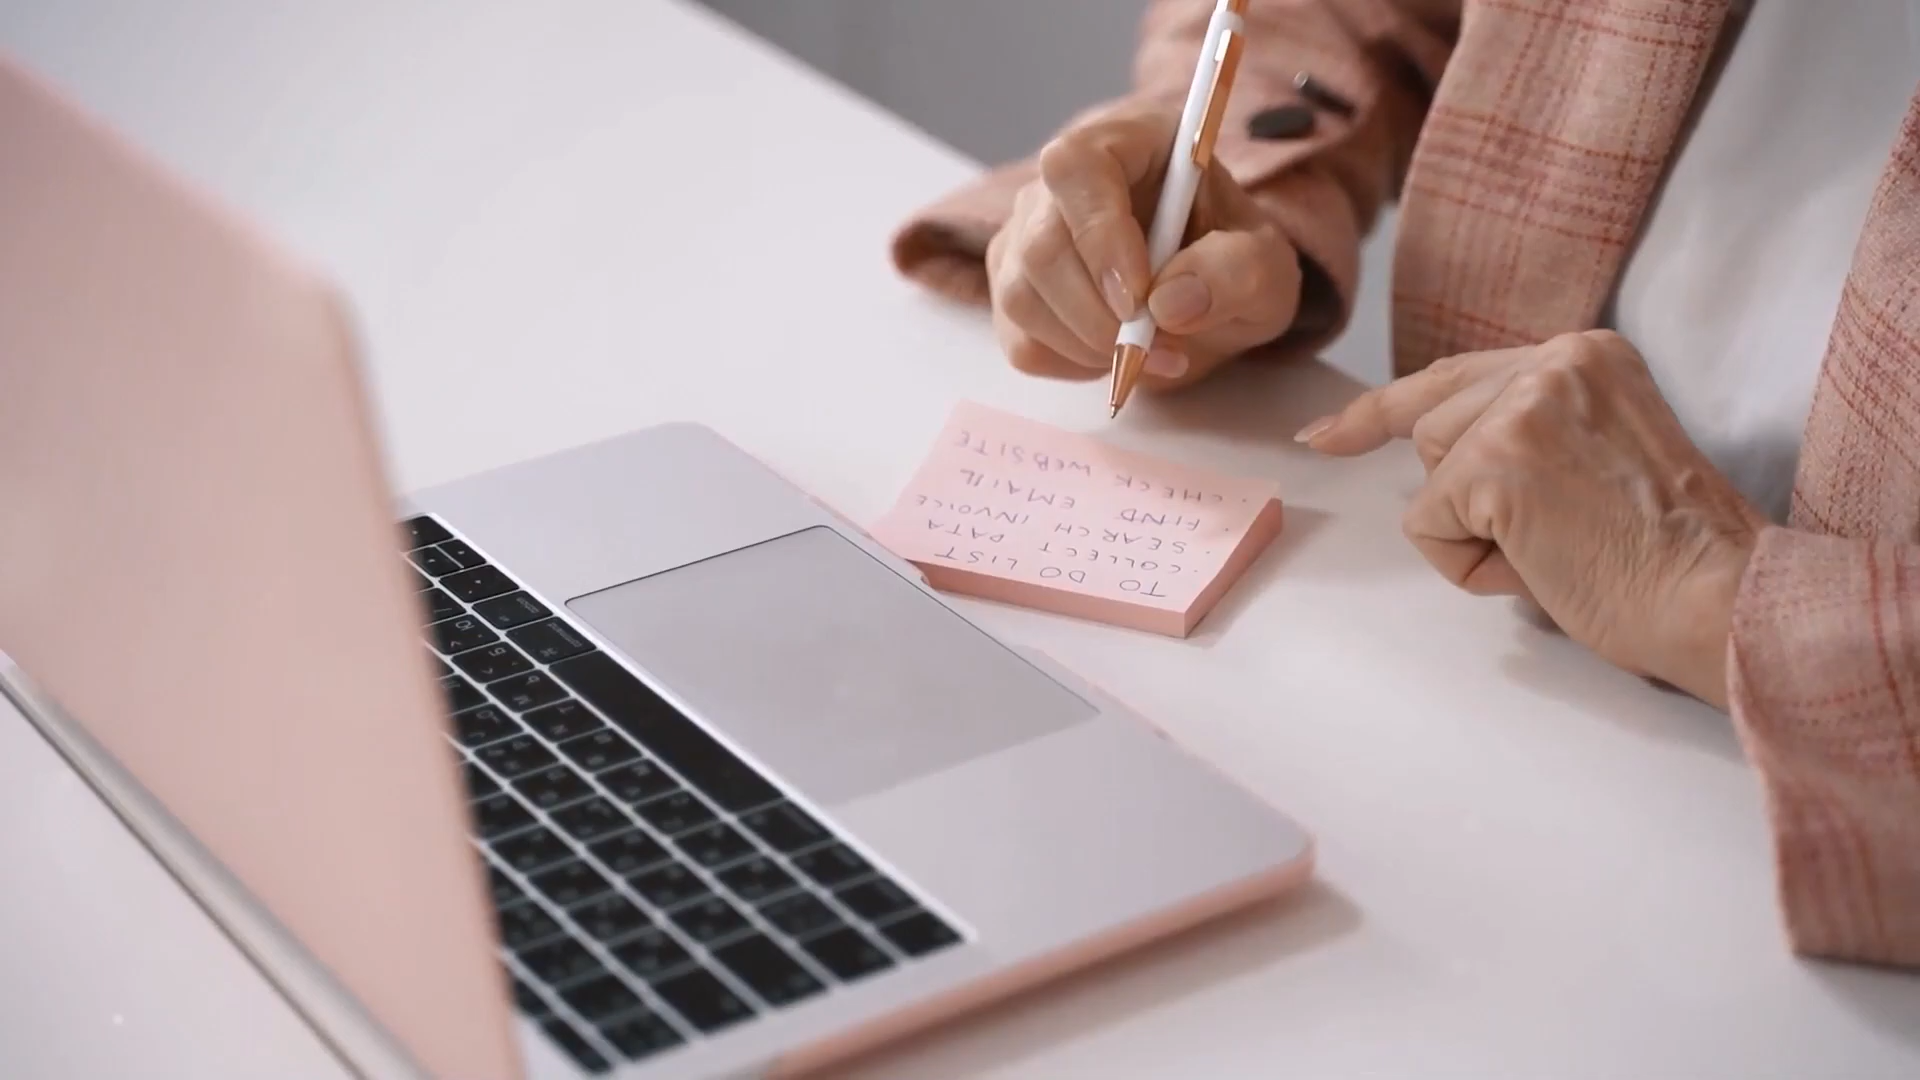 TO DO LIST
· COLLECT DATA
· SEARCH INVOICE
· FIND EMAIL
· CHECK WEBSITE